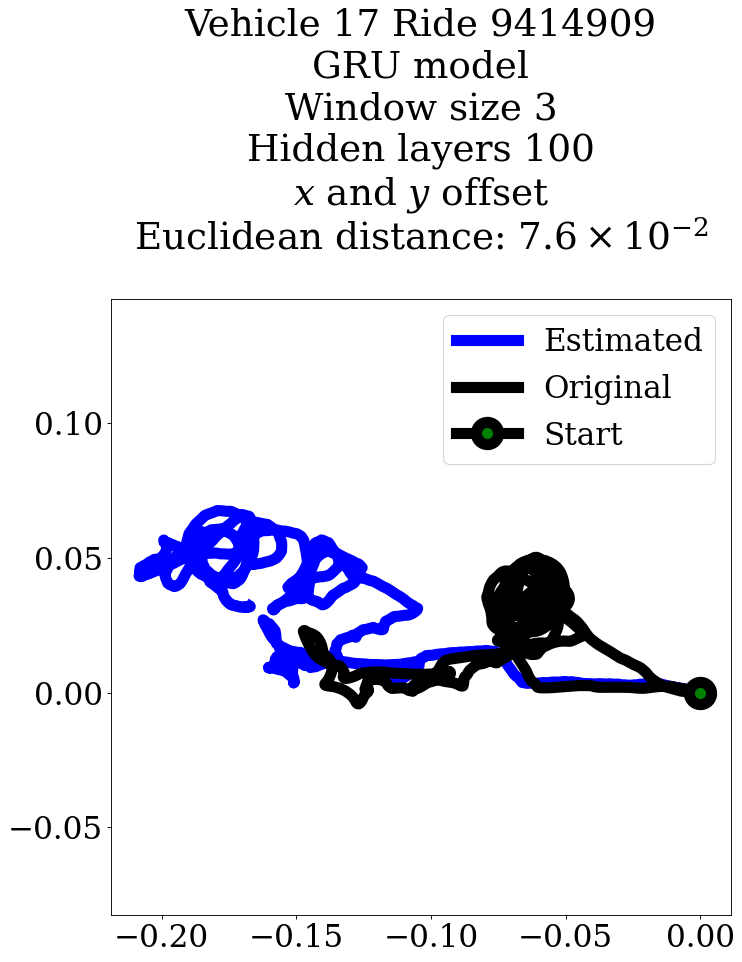 Vehicle 17 Ride 9414909
GRU model
Window size 3
Hidden layers 100
x and y offset
Euclidean distance: 7.6 × 10⁻²
Estimated
Original
Start
0.10
0.05
0.00
−0.05
−0.20 −0.15 −0.10 −0.05 0.00